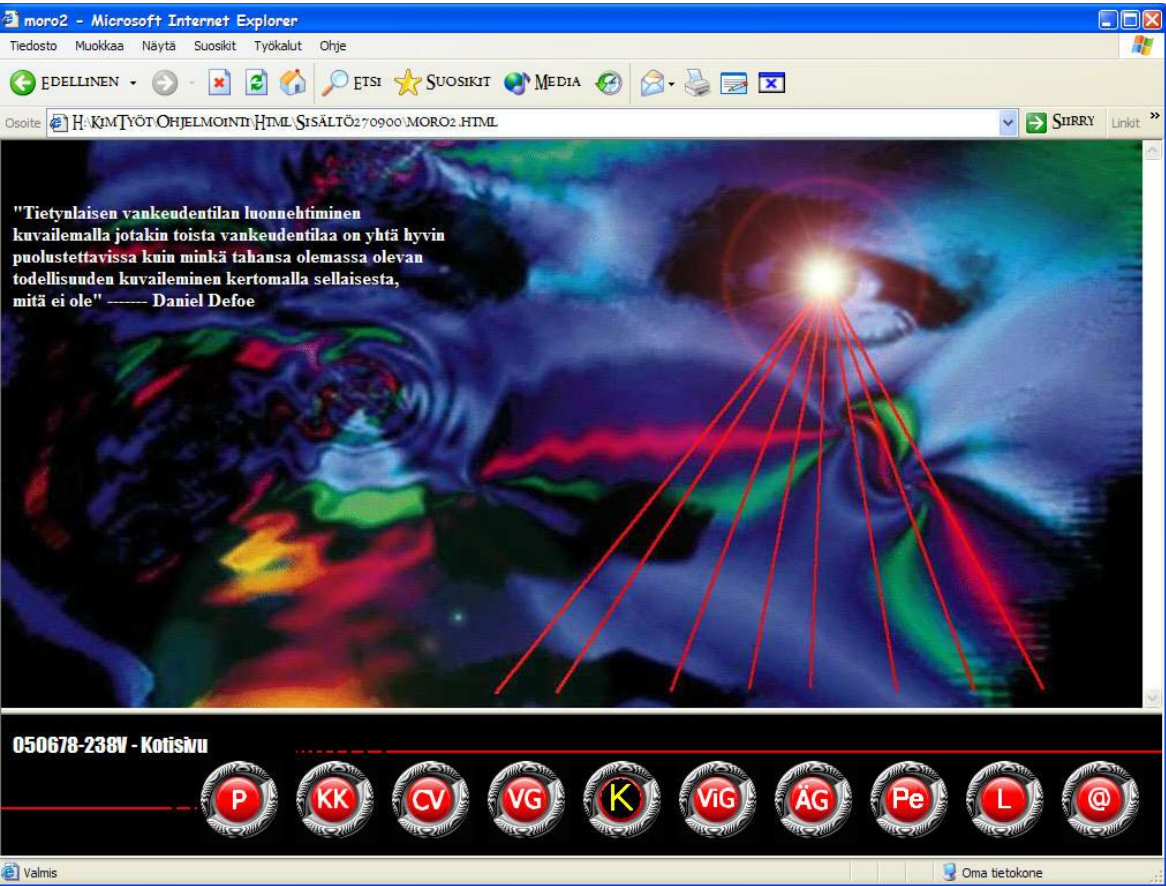 moro2 - Microsoft Internet Explorer
Tiedosto Muokkaa Näytä Suosikit Työkalut Ohje
Edellinen Etsi Suosikit Media
Osoite H:\KimTyöt\Ohjelmointi\Html\Sisältö270900\moro2.html Siirry Linkit »
"Tietynlaisen vankeudentilan luonnehtiminen
kuvailemalla jotakin toista vankeudentilaa on yhtä hyvin
puolustettavissa kuin minkä tahansa olemassa olevan
todellisuuden kuvaileminen kertomalla sellaisesta,
mitä ei ole" ------- Daniel Defoe
050678-238V - Kotisivu
P KK CV VG K ViG ÄG Pe L @
Valmis Oma tietokone